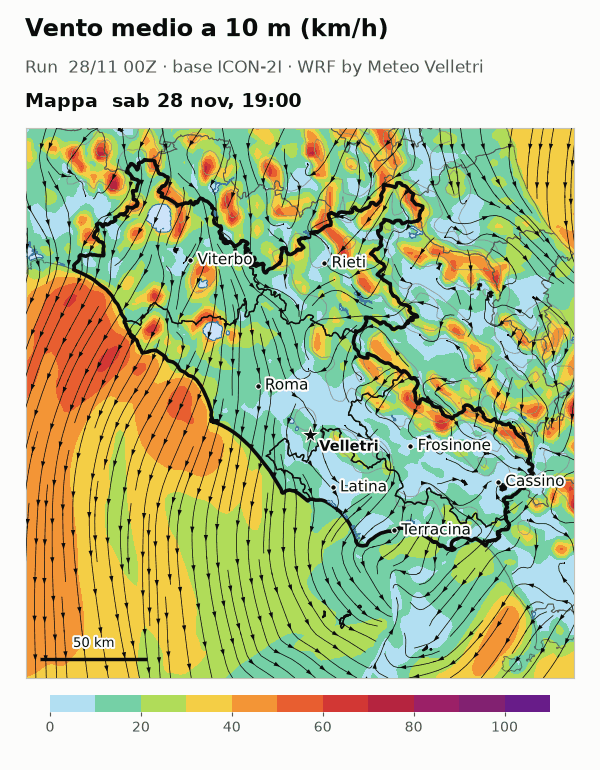 Vento medio a 10 m (km/h)
Run 28/11 00Z · base ICON-2I · WRF by Meteo Velletri
Mappa sab 28 nov, 19:00
Viterbo
Rieti
Roma
Velletri
Frosinone
Cassino
Latina
Terracina
50 km
0 20 40 60 80 100